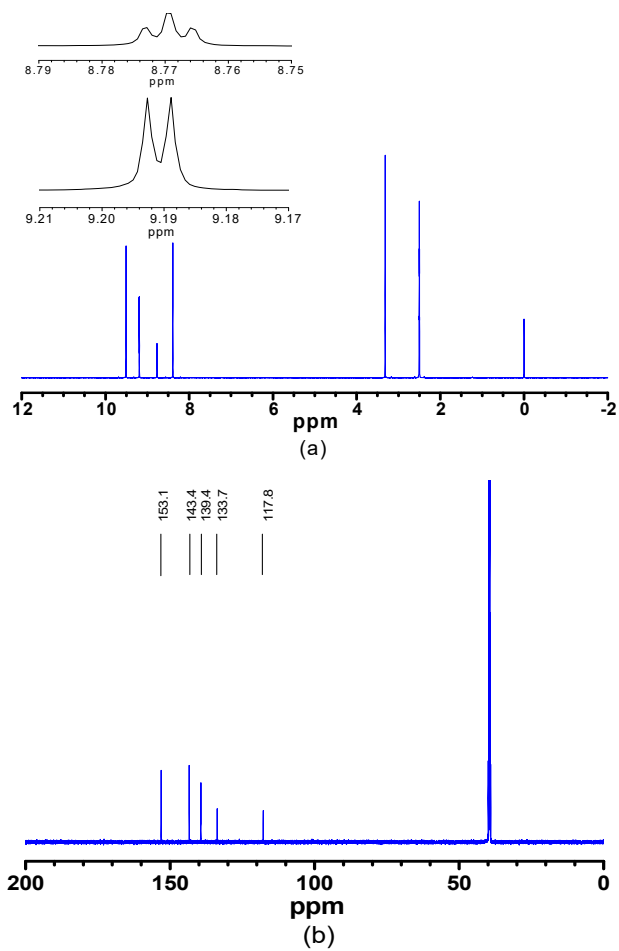 8.79 8.78 8.77 8.76 8.75
ppm
9.21 9.20 9.19 9.18 9.17
ppm
12 10 8 6 4 2 0 -2
ppm
(a)
153.1 143.4 139.4 133.7 117.8
200 150 100 50 0
ppm
(b)